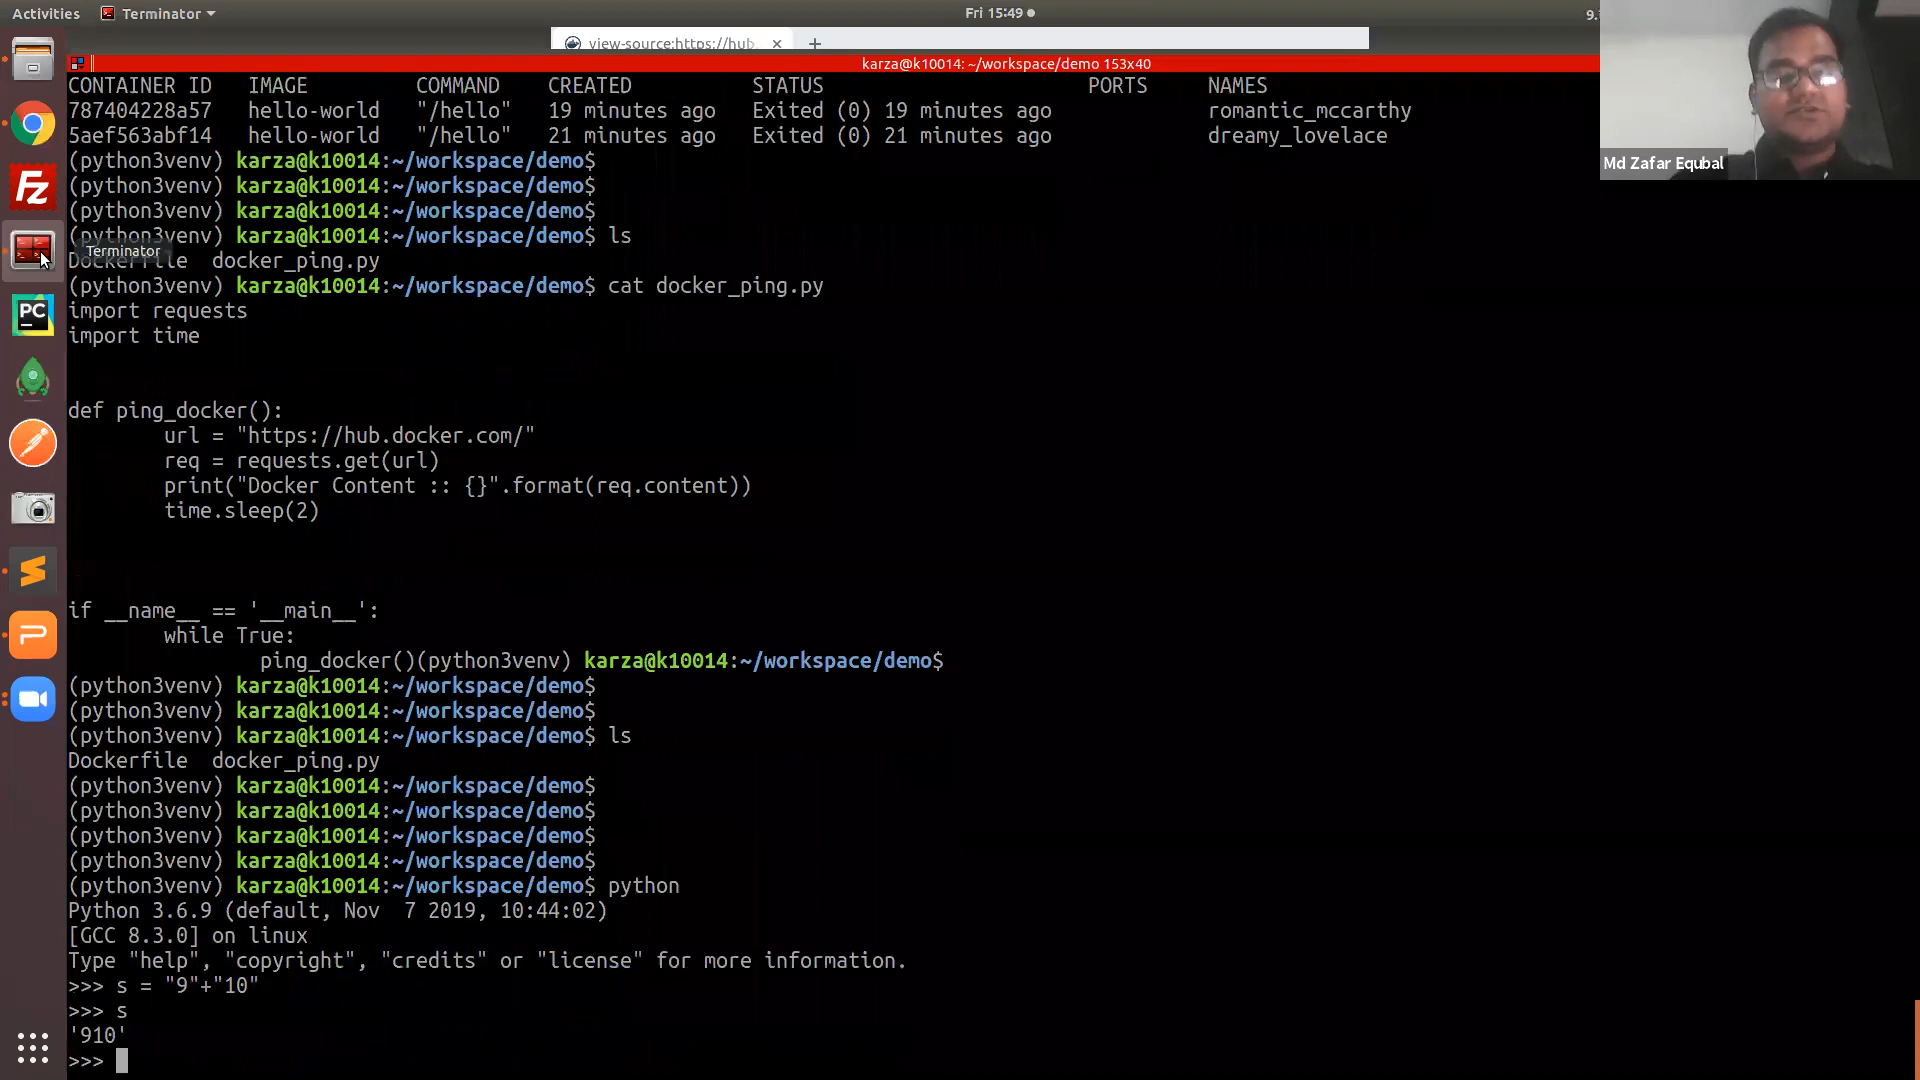 Activities Terminator Fri 15:49
view-source:https://hub.
karza@k10014: ~/workspace/demo 153x40
CONTAINER ID IMAGE COMMAND CREATED STATUS PORTS NAMES
787404228a57 hello-world "/hello" 19 minutes ago Exited (0) 19 minutes ago romantic_mccarthy
5aef563abf14 hello-world "/hello" 21 minutes ago Exited (0) 21 minutes ago dreamy_lovelace
Md Zafar Equbal
(python3venv) karza@k10014:~/workspace/demo$
(python3venv) karza@k10014:~/workspace/demo$
(python3venv) karza@k10014:~/workspace/demo$
(python3venv) karza@k10014:~/workspace/demo$ ls
Terminator
Dockerfile docker_ping.py
(python3venv) karza@k10014:~/workspace/demo$ cat docker_ping.py
import requests
import time
def ping_docker():
url = "https://hub.docker.com/"
req = requests.get(url)
print("Docker Content :: {}".format(req.content))
time.sleep(2)
if __name__ == '__main__':
while True:
ping_docker()(python3venv) karza@k10014:~/workspace/demo$
(python3venv) karza@k10014:~/workspace/demo$
(python3venv) karza@k10014:~/workspace/demo$
(python3venv) karza@k10014:~/workspace/demo$ ls
Dockerfile docker_ping.py
(python3venv) karza@k10014:~/workspace/demo$
(python3venv) karza@k10014:~/workspace/demo$
(python3venv) karza@k10014:~/workspace/demo$
(python3venv) karza@k10014:~/workspace/demo$
(python3venv) karza@k10014:~/workspace/demo$ python
Python 3.6.9 (default, Nov 7 2019, 10:44:02)
[GCC 8.3.0] on linux
Type "help", "copyright", "credits" or "license" for more information.
>>> s = "9"+"10"
>>> s
'910'
>>>